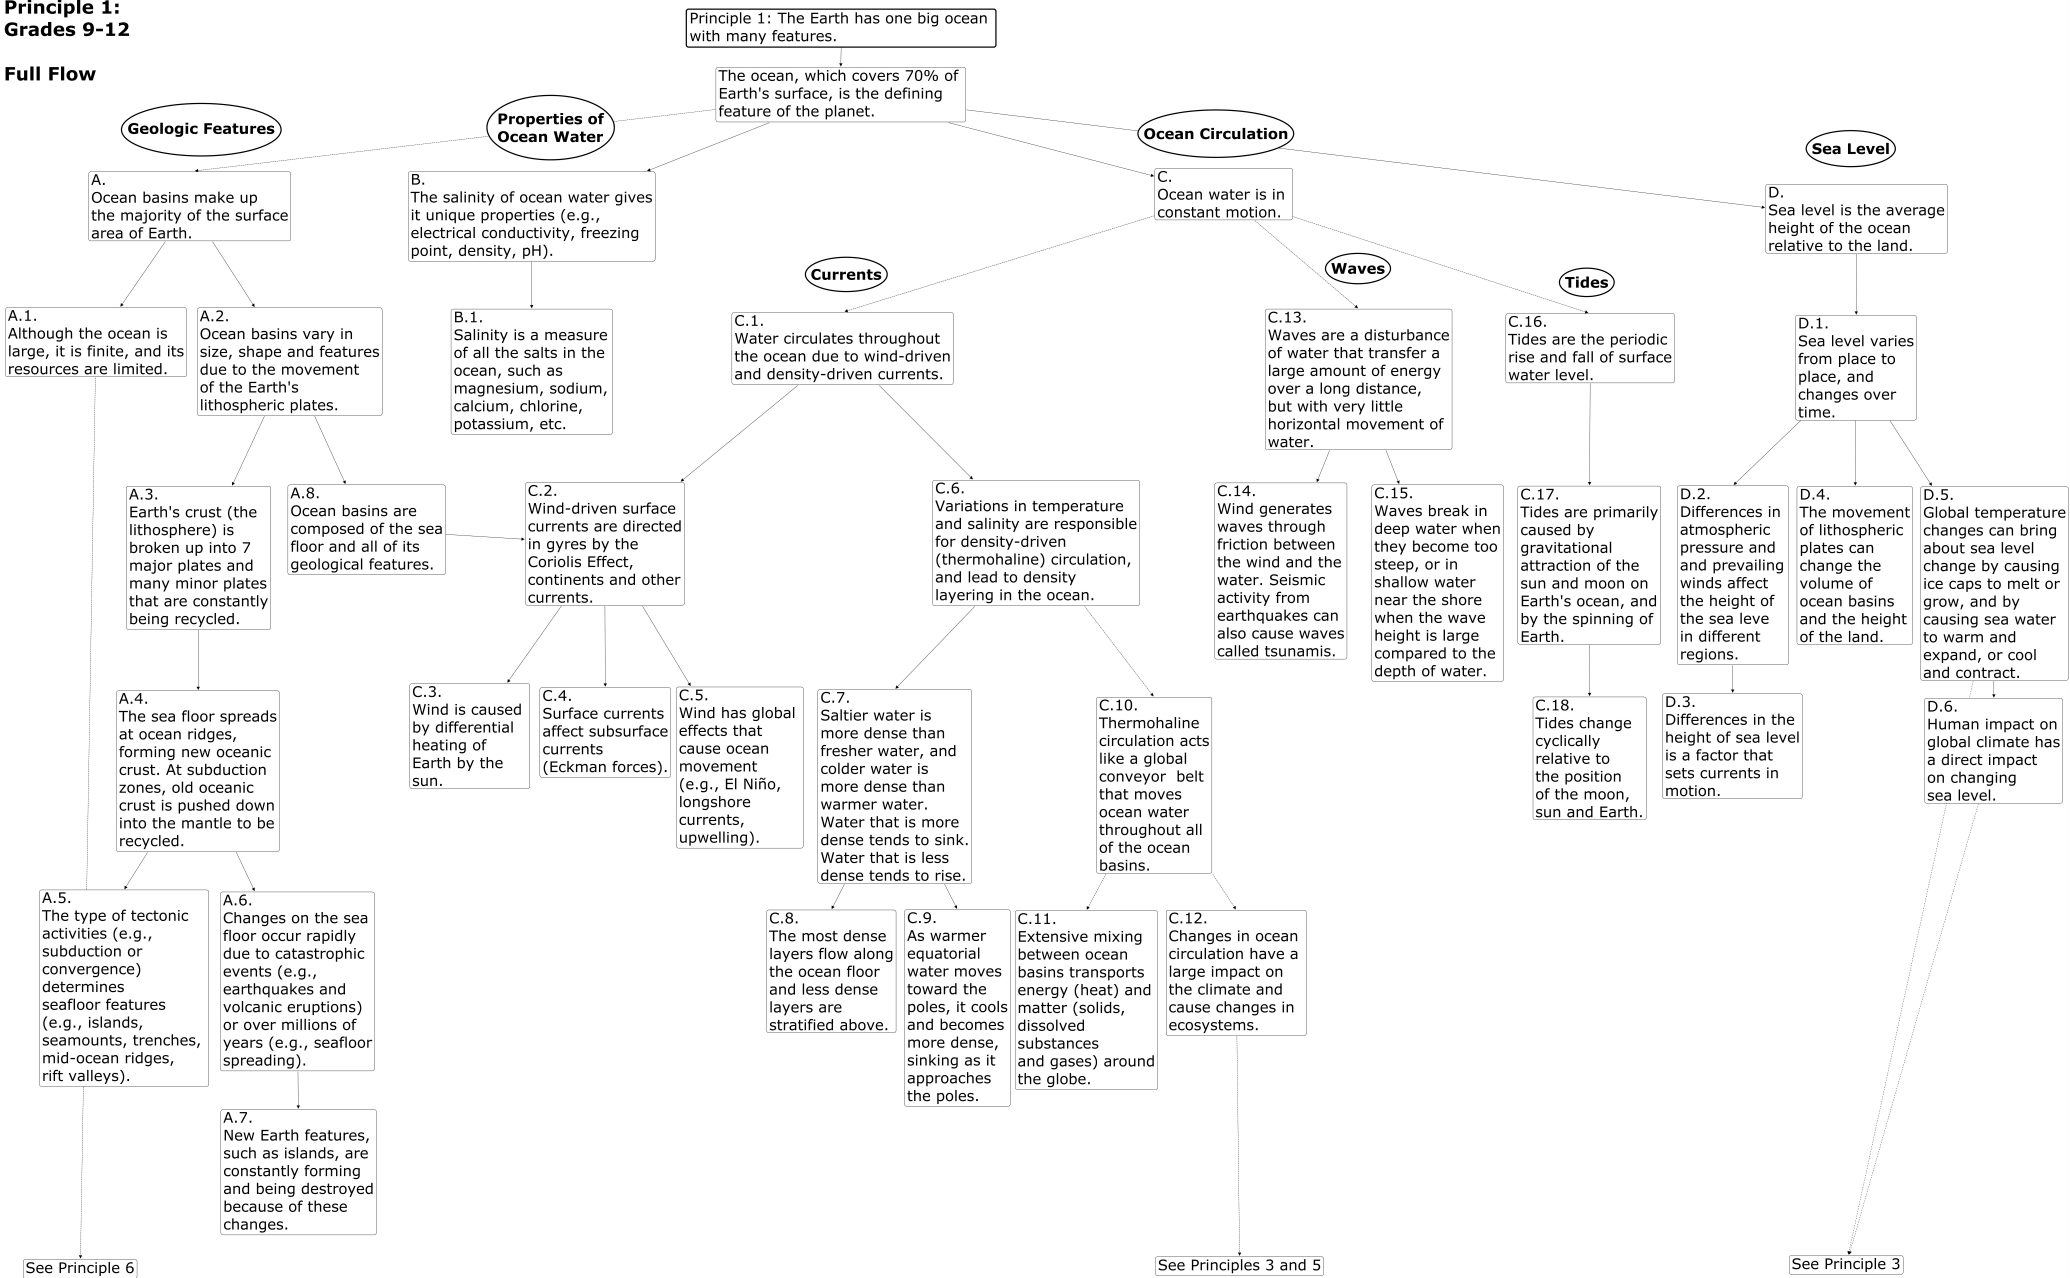 Principle 1:
Grades 9-12
Full Flow
Principle 1: The Earth has one big ocean
with many features.
The ocean, which covers 70% of
Earth's surface, is the defining
feature of the planet.
Geologic Features
Properties of
Ocean Water
Ocean Circulation
Sea Level
A.
Ocean basins make up
the majority of the surface
area of Earth.
B.
The salinity of ocean water gives
it unique properties (e.g.,
electrical conductivity, freezing
point, density, pH).
C.
Ocean water is in
constant motion.
D.
Sea level is the average
height of the ocean
relative to the land.
Currents
Waves
Tides
A.1.
Although the ocean is
large, it is finite, and its
resources are limited.
A.2.
Ocean basins vary in
size, shape and features
due to the movement
of the Earth's
lithospheric plates.
B.1.
Salinity is a measure
of all the salts in the
ocean, such as
magnesium, sodium,
calcium, chlorine,
potassium, etc.
C.1.
Water circulates throughout
the ocean due to wind-driven
and density-driven currents.
C.13.
Waves are a disturbance
of water that transfer a
large amount of energy
over a long distance,
but with very little
horizontal movement of
water.
C.16.
Tides are the periodic
rise and fall of surface
water level.
D.1.
Sea level varies
from place to
place, and
changes over
time.
A.3.
Earth's crust (the
lithosphere) is
broken up into 7
major plates and
many minor plates
that are constantly
being recycled.
A.8.
Ocean basins are
composed of the sea
floor and all of its
geological features.
C.2.
Wind-driven surface
currents are directed
in gyres by the
Coriolis Effect,
continents and other
currents.
C.6.
Variations in temperature
and salinity are responsible
for density-driven
(thermohaline) circulation,
and lead to density
layering in the ocean.
C.14.
Wind generates
waves through
friction between
the wind and the
water. Seismic
activity from
earthquakes can
also cause waves
called tsunamis.
C.15.
Waves break in
deep water when
they become too
steep, or in
shallow water
near the shore
when the wave
height is large
compared to the
depth of water.
C.17.
Tides are primarily
caused by
gravitational
attraction of the
sun and moon on
Earth's ocean, and
by the spinning of
Earth.
D.2.
Differences in
atmospheric
pressure and
and prevailing
winds affect
the height of
the sea leve
in different
regions.
D.4.
The movement
of lithospheric
plates can
change the
volume of
ocean basins
and the height
of the land.
D.5.
Global temperature
changes can bring
about sea level
change by causing
ice caps to melt or
grow, and by
causing sea water
to warm and
expand, or cool
and contract.
A.4.
The sea floor spreads
at ocean ridges,
forming new oceanic
crust. At subduction
zones, old oceanic
crust is pushed down
into the mantle to be
recycled.
C.3.
Wind is caused
by differential
heating of
Earth by the
sun.
C.4.
Surface currents
affect subsurface
currents
(Eckman forces).
C.5.
Wind has global
effects that
cause ocean
movement
(e.g., El Niño,
longshore
currents,
upwelling).
C.7.
Saltier water is
more dense than
fresher water, and
colder water is
more dense than
warmer water.
Water that is more
dense tends to sink.
Water that is less
dense tends to rise.
C.10.
Thermohaline
circulation acts
like a global
conveyor belt
that moves
ocean water
throughout all
of the ocean
basins.
C.18.
Tides change
cyclically
relative to
the position
of the moon,
sun and Earth.
D.3.
Differences in the
height of sea level
is a factor that
sets currents in
motion.
D.6.
Human impact on
global climate has
a direct impact
on changing
sea level.
A.5.
The type of tectonic
activities (e.g.,
subduction or
convergence)
determines
seafloor features
(e.g., islands,
seamounts, trenches,
mid-ocean ridges,
rift valleys).
A.6.
Changes on the sea
floor occur rapidly
due to catastrophic
events (e.g.,
earthquakes and
volcanic eruptions)
or over millions of
years (e.g., seafloor
spreading).
C.8.
The most dense
layers flow along
the ocean floor
and less dense
layers are
stratified above.
C.9.
As warmer
equatorial
water moves
toward the
poles, it cools
and becomes
more dense,
sinking as it
approaches
the poles.
C.11.
Extensive mixing
between ocean
basins transports
energy (heat) and
matter (solids,
dissolved
substances
and gases) around
the globe.
C.12.
Changes in ocean
circulation have a
large impact on
the climate and
cause changes in
ecosystems.
A.7.
New Earth features,
such as islands, are
constantly forming
and being destroyed
because of these
changes.
See Principle 6
See Principles 3 and 5
See Principle 3